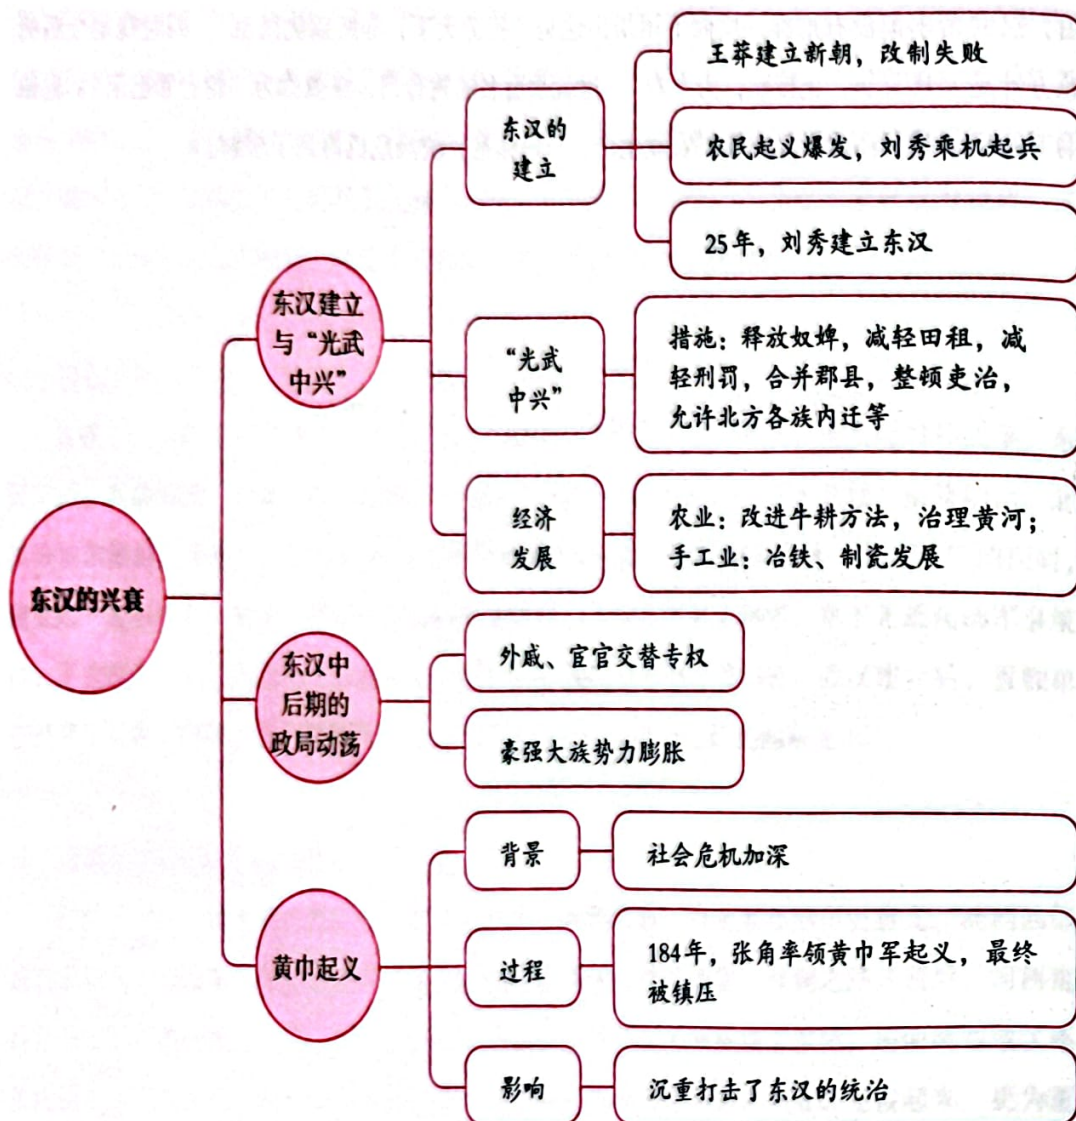 东汉的兴衰
东汉建立
与“光武
中兴”
东汉的
建立
王莽建立新朝，改制失败
农民起义爆发，刘秀乘机起兵
25年，刘秀建立东汉
“光武
中兴”
措施：释放奴婢，减轻田租，减
轻刑罚，合并郡县，整顿吏治，
允许北方各族内迁等
经济
发展
农业：改进牛耕方法，治理黄河；
手工业：冶铁、制瓷发展
东汉中
后期的
政局动荡
外戚、宦官交替专权
豪强大族势力膨胀
黄巾起义
背景
社会危机加深
过程
184年，张角率领黄巾军起义，最终
被镇压
影响
沉重打击了东汉的统治